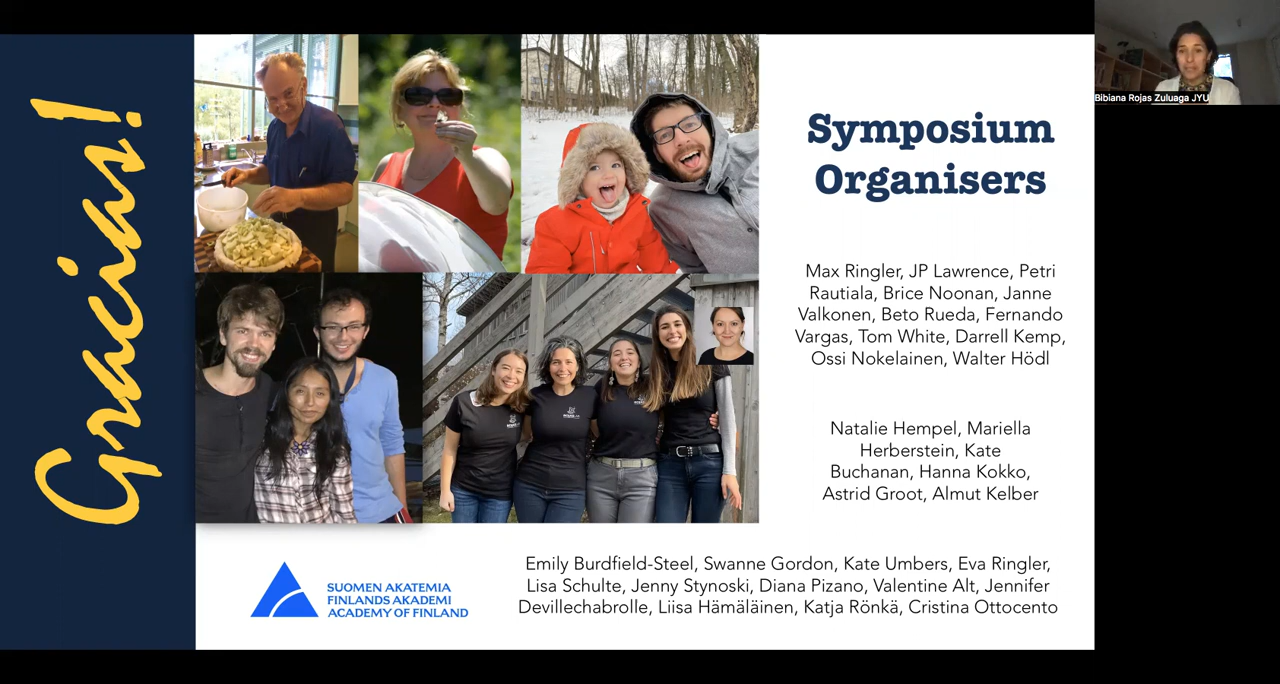 Gracias!
Symposium
Organisers
Max Ringler, JP Lawrence, Petri
Rautiala, Brice Noonan, Janne
Valkonen, Beto Rueda, Fernando
Vargas, Tom White, Darrell Kemp,
Ossi Nokelainen, Walter Hödl
Natalie Hempel, Mariella
Herberstein, Kate
Buchanan, Hanna Kokko,
Astrid Groot, Almut Kelber
Emily Burdfield-Steel, Swanne Gordon, Kate Umbers, Eva Ringler,
Lisa Schulte, Jenny Stynoski, Diana Pizano, Valentine Alt, Jennifer
Devillechabrolle, Liisa Hämäläinen, Katja Rönkä, Cristina Ottocento
SUOMEN AKATEMIA
FINLANDS AKADEMI
ACADEMY OF FINLAND
Bibiana Rojas Zuluaga JYU